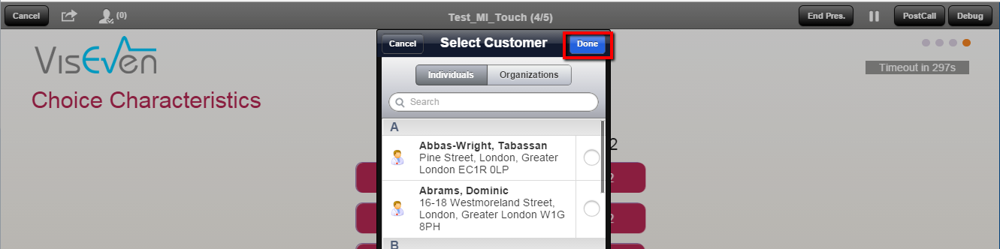 Cancel
(0)
Test_MI_Touch (4/5)
End Pres.
PostCall
Debug
VisEven
Choice Characteristics
Timeout in 297s
Cancel
Select Customer
Done
Individuals
Organizations
Search
A
Abbas-Wright, Tabassan
Pine Street, London, Greater
London EC1R 0LP
Abrams, Dominic
16-18 Westmoreland Street,
London, Greater London W1G
8PH
B
2
2
2